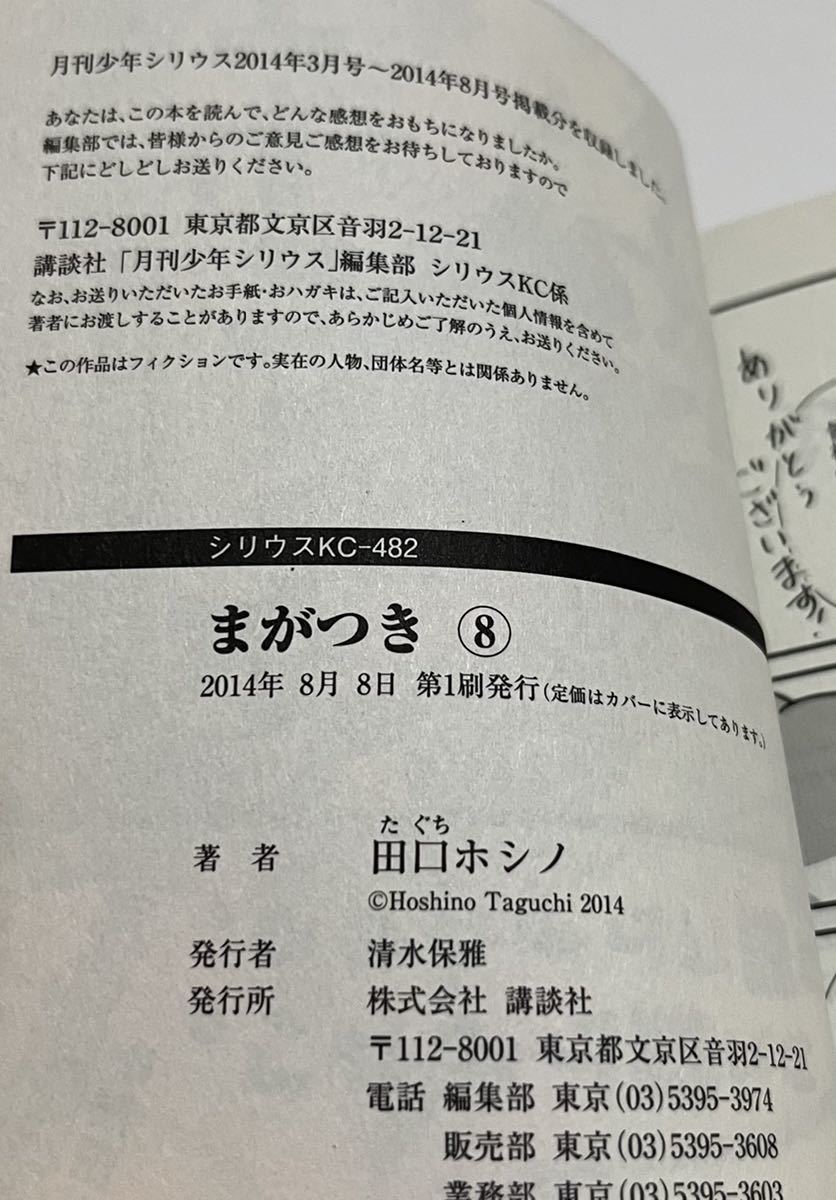 月刊少年シリウス2014年3月号〜2014年8月号掲載分を収録しました。
あなたは、この本を読んで、どんな感想をおもちになりましたか。
編集部では、皆様からのご意見ご感想をお待ちしておりますので
下記にどしどしお送りください。
〒112-8001 東京都文京区音羽2-12-21
講談社「月刊少年シリウス」編集部 シリウスKC係
なお、お送りいただいたお手紙・おハガキは、ご記入いただいた個人情報を含めて
著者にお渡しすることがありますので、あらかじめご了解のうえ、お送りください。
★この作品はフィクションです。実在の人物、団体名等とは関係ありません。
シリウスKC-482
まがつき ⑧
2014年 8月 8日 第1刷発行(定価はカバーに表示してあります。)
たぐち
著者 田口ホシノ
©Hoshino Taguchi 2014
発行者 清水保雅
発行所 株式会社 講談社
〒112-8001 東京都文京区音羽2-12-21
電話 編集部 東京(03)5395-3974
販売部 東京(03)5395-3608
業務部 東京(03)5395-3603
ありがとう
ございます!